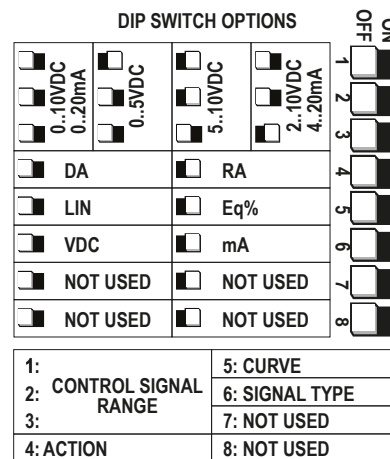 DIP SWITCH OPTIONS
OFF
ON
0..10VDC
0..20mA
0..5VDC
5..10VDC
2..10VDC
4..20mA
1
2
3
4
5
6
7
8
DA
RA
LIN
Eq%
VDC
mA
NOT USED
NOT USED
NOT USED
NOT USED
1:
2:
3:
CONTROL SIGNAL
RANGE
4: ACTION
5: CURVE
6: SIGNAL TYPE
7: NOT USED
8: NOT USED